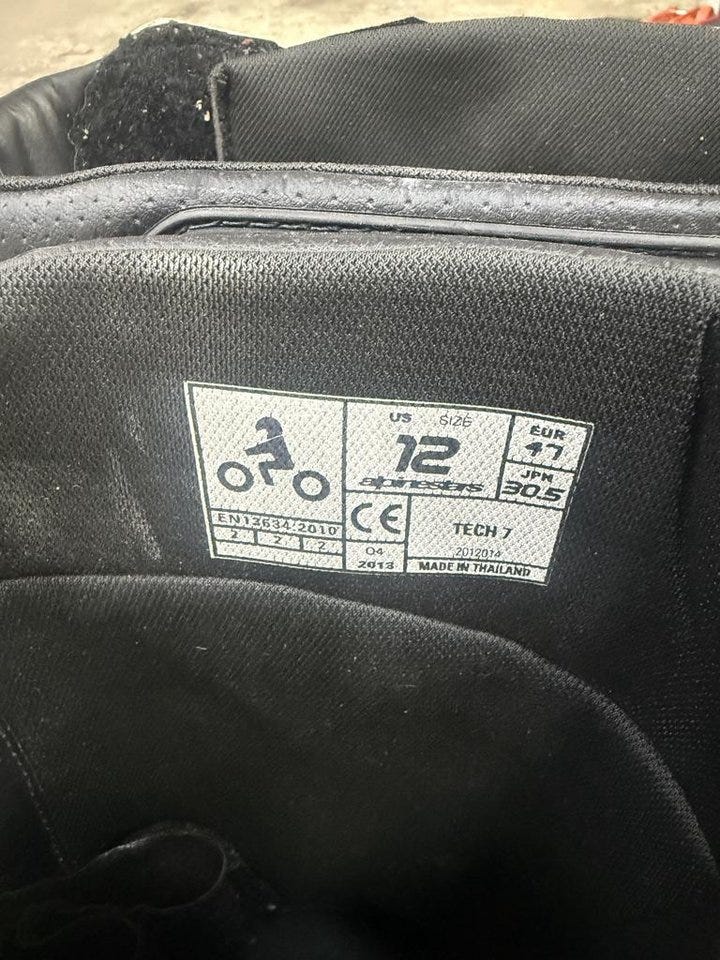 US SIZE
12
alpinestars
EUR
47
JPN
30.5
EN13634:2010
2 2 2
CE
04
2013
TECH 7
2012014
MADE IN THAILAND